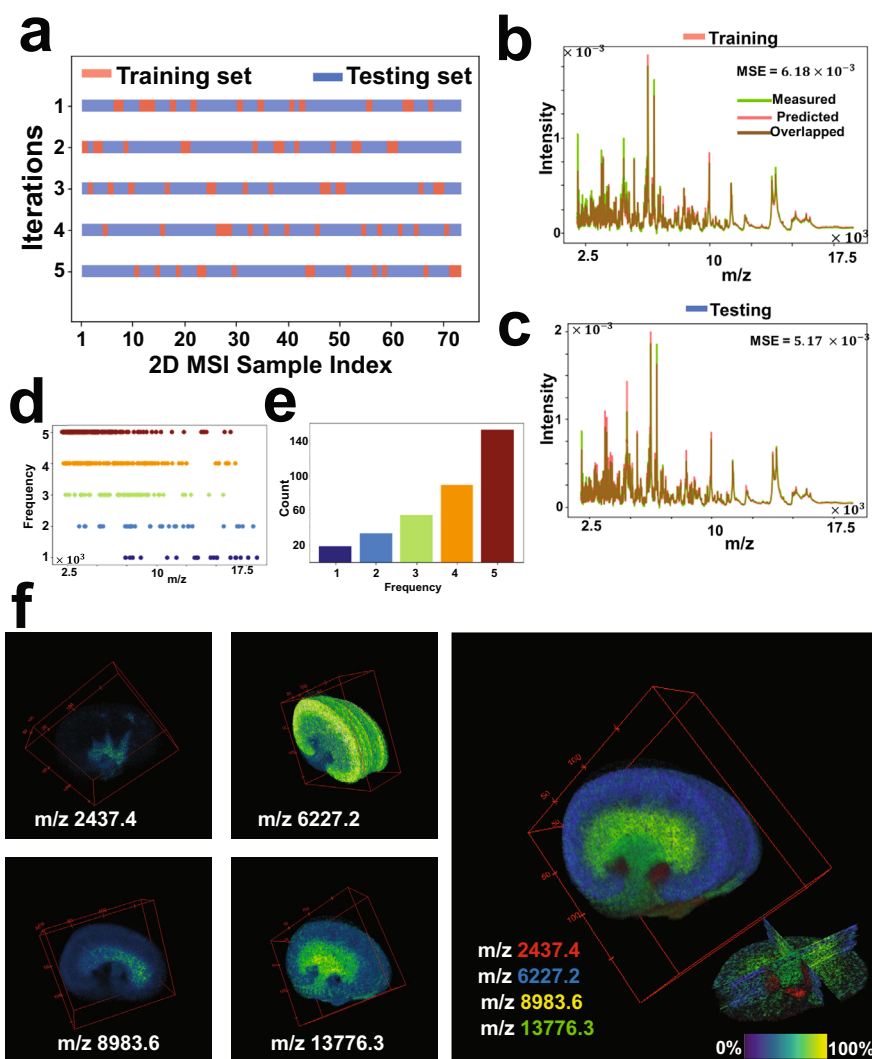 a
Training set Testing set
Iterations
1
2
3
4
5
1 10 20 30 40 50 60 70
2D MSI Sample Index
b
Training
× 10⁻³
MSE = 6.18 × 10⁻³
Measured
Predicted
Overlapped
Intensity
1
0
× 10³
2.5 10 17.5
m/z
c
Testing
× 10⁻³
MSE = 5.17 × 10⁻³
Intensity
2
1
0
× 10³
2.5 10 17.5
m/z
d
Frequency
5
4
3
2
1
× 10³
2.5 10 17.5
m/z
e
Count
140
100
60
20
1 2 3 4 5
Frequency
f
m/z 2437.4
m/z 6227.2
m/z 8983.6
m/z 13776.3
m/z 2437.4
m/z 6227.2
m/z 8983.6
m/z 13776.3
0% 100%